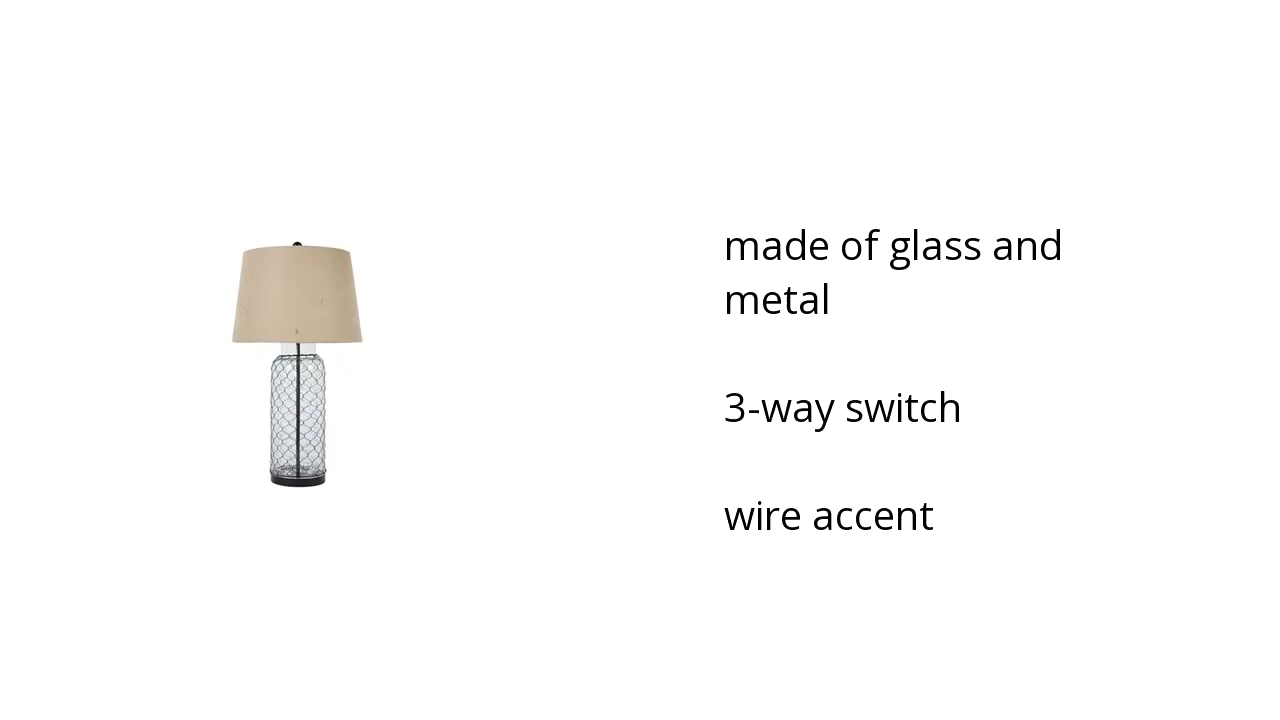 made of glass and
metal
3-way switch
wire accent